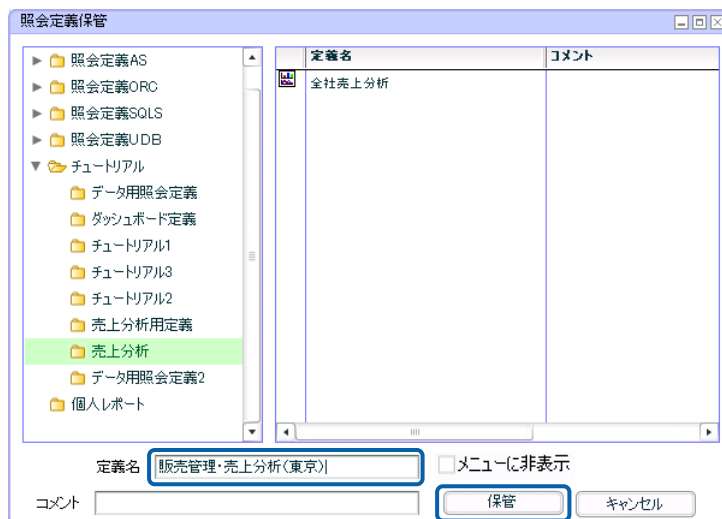 照会定義保管
▶ 照会定義AS
▶ 照会定義ORC
▶ 照会定義SQLS
▶ 照会定義UDB
▼ チュートリアル
データ用照会定義
ダッシュボード定義
チュートリアル1
チュートリアル3
チュートリアル2
売上分析用定義
売上分析
データ用照会定義2
個人レポート
定義名 コメント
全社売上分析
定義名 販売管理・売上分析(東京) メニューに非表示
コメント 保管 キャンセル